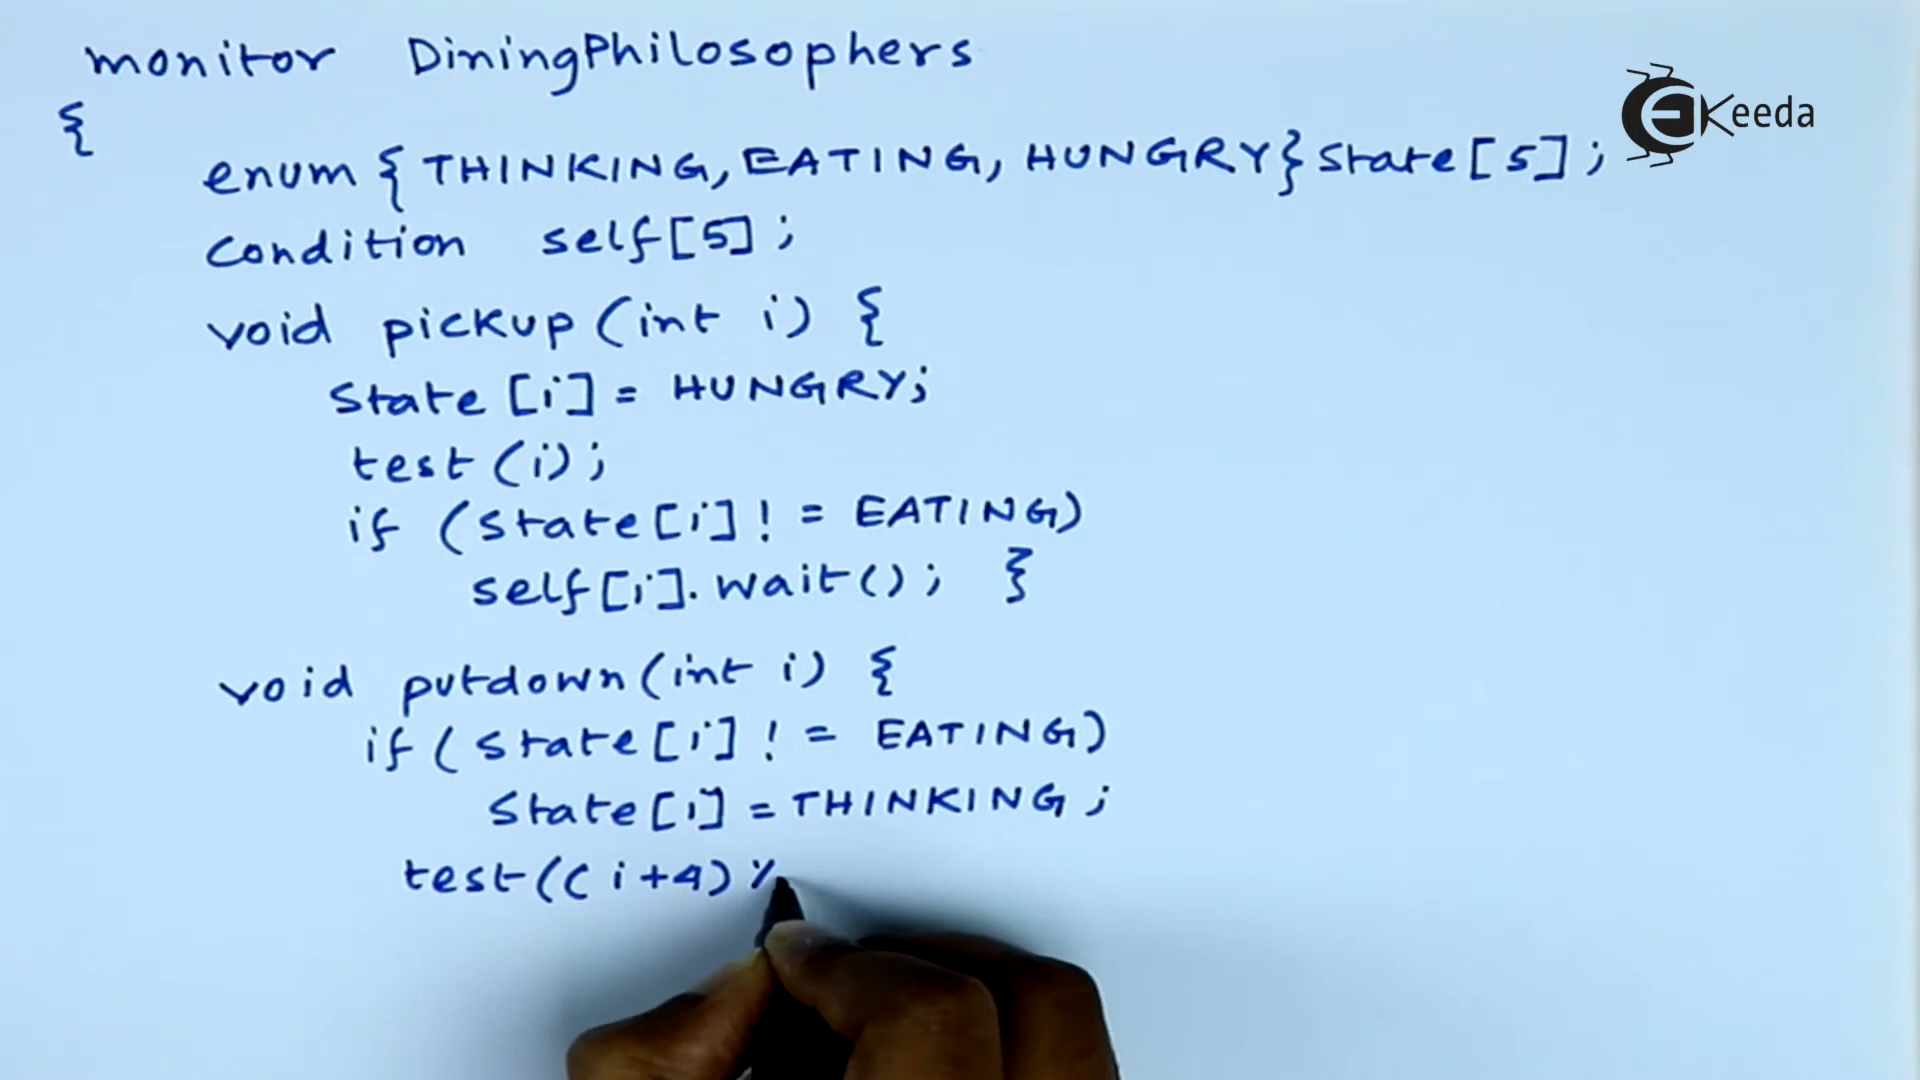 monitor DiningPhilosophers
{
enum{THINKING, EATING, HUNGRY}state[5];
condition self[5];
void pickup(int i) {
state[i] = HUNGRY;
test(i);
if (state[i] != EATING)
self[i].wait(); }
void putdown(int i) {
if(state[i] != EATING)
state[i] = THINKING;
test((i+4)%
EKeeda